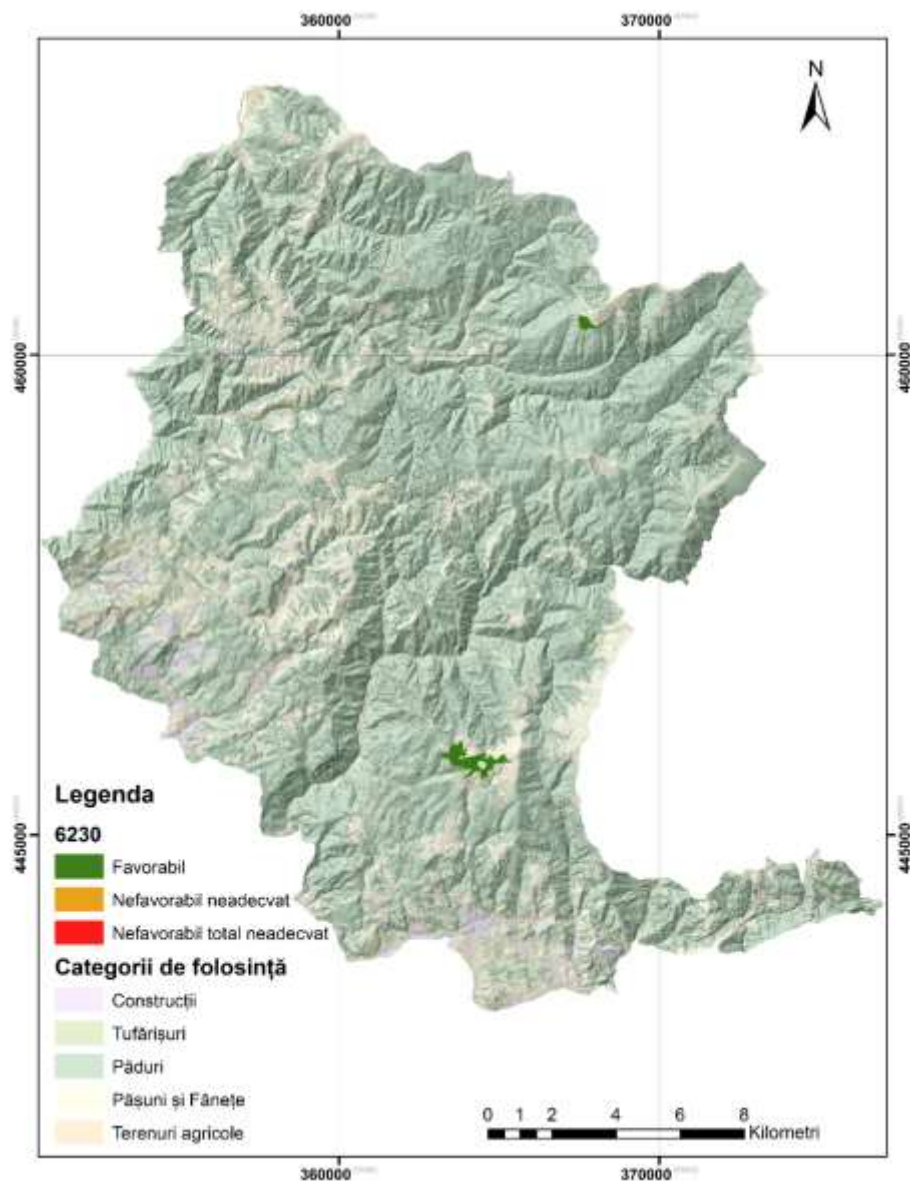 360000
370000
N
460000
460000
445000
445000
Legenda
6230
Favorabil
Nefavorabil neadecvat
Nefavorabil total neadecvat
Categorii de folosință
Construcții
Tufărișuri
Păduri
Pășuni și Fânețe
Terenuri agricole
0 1 2 4 6 8
Kilometri
360000
370000